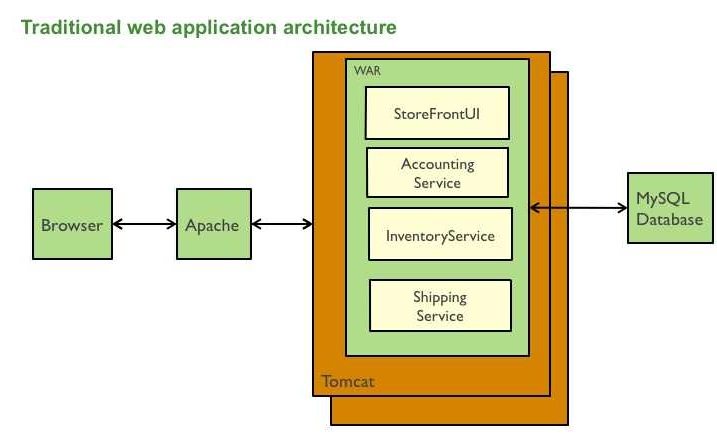 Traditional web application architecture
WAR
StoreFrontUI
Accounting
Service
InventoryService
Shipping
Service
Tomcat
Browser
Apache
MySQL
Database